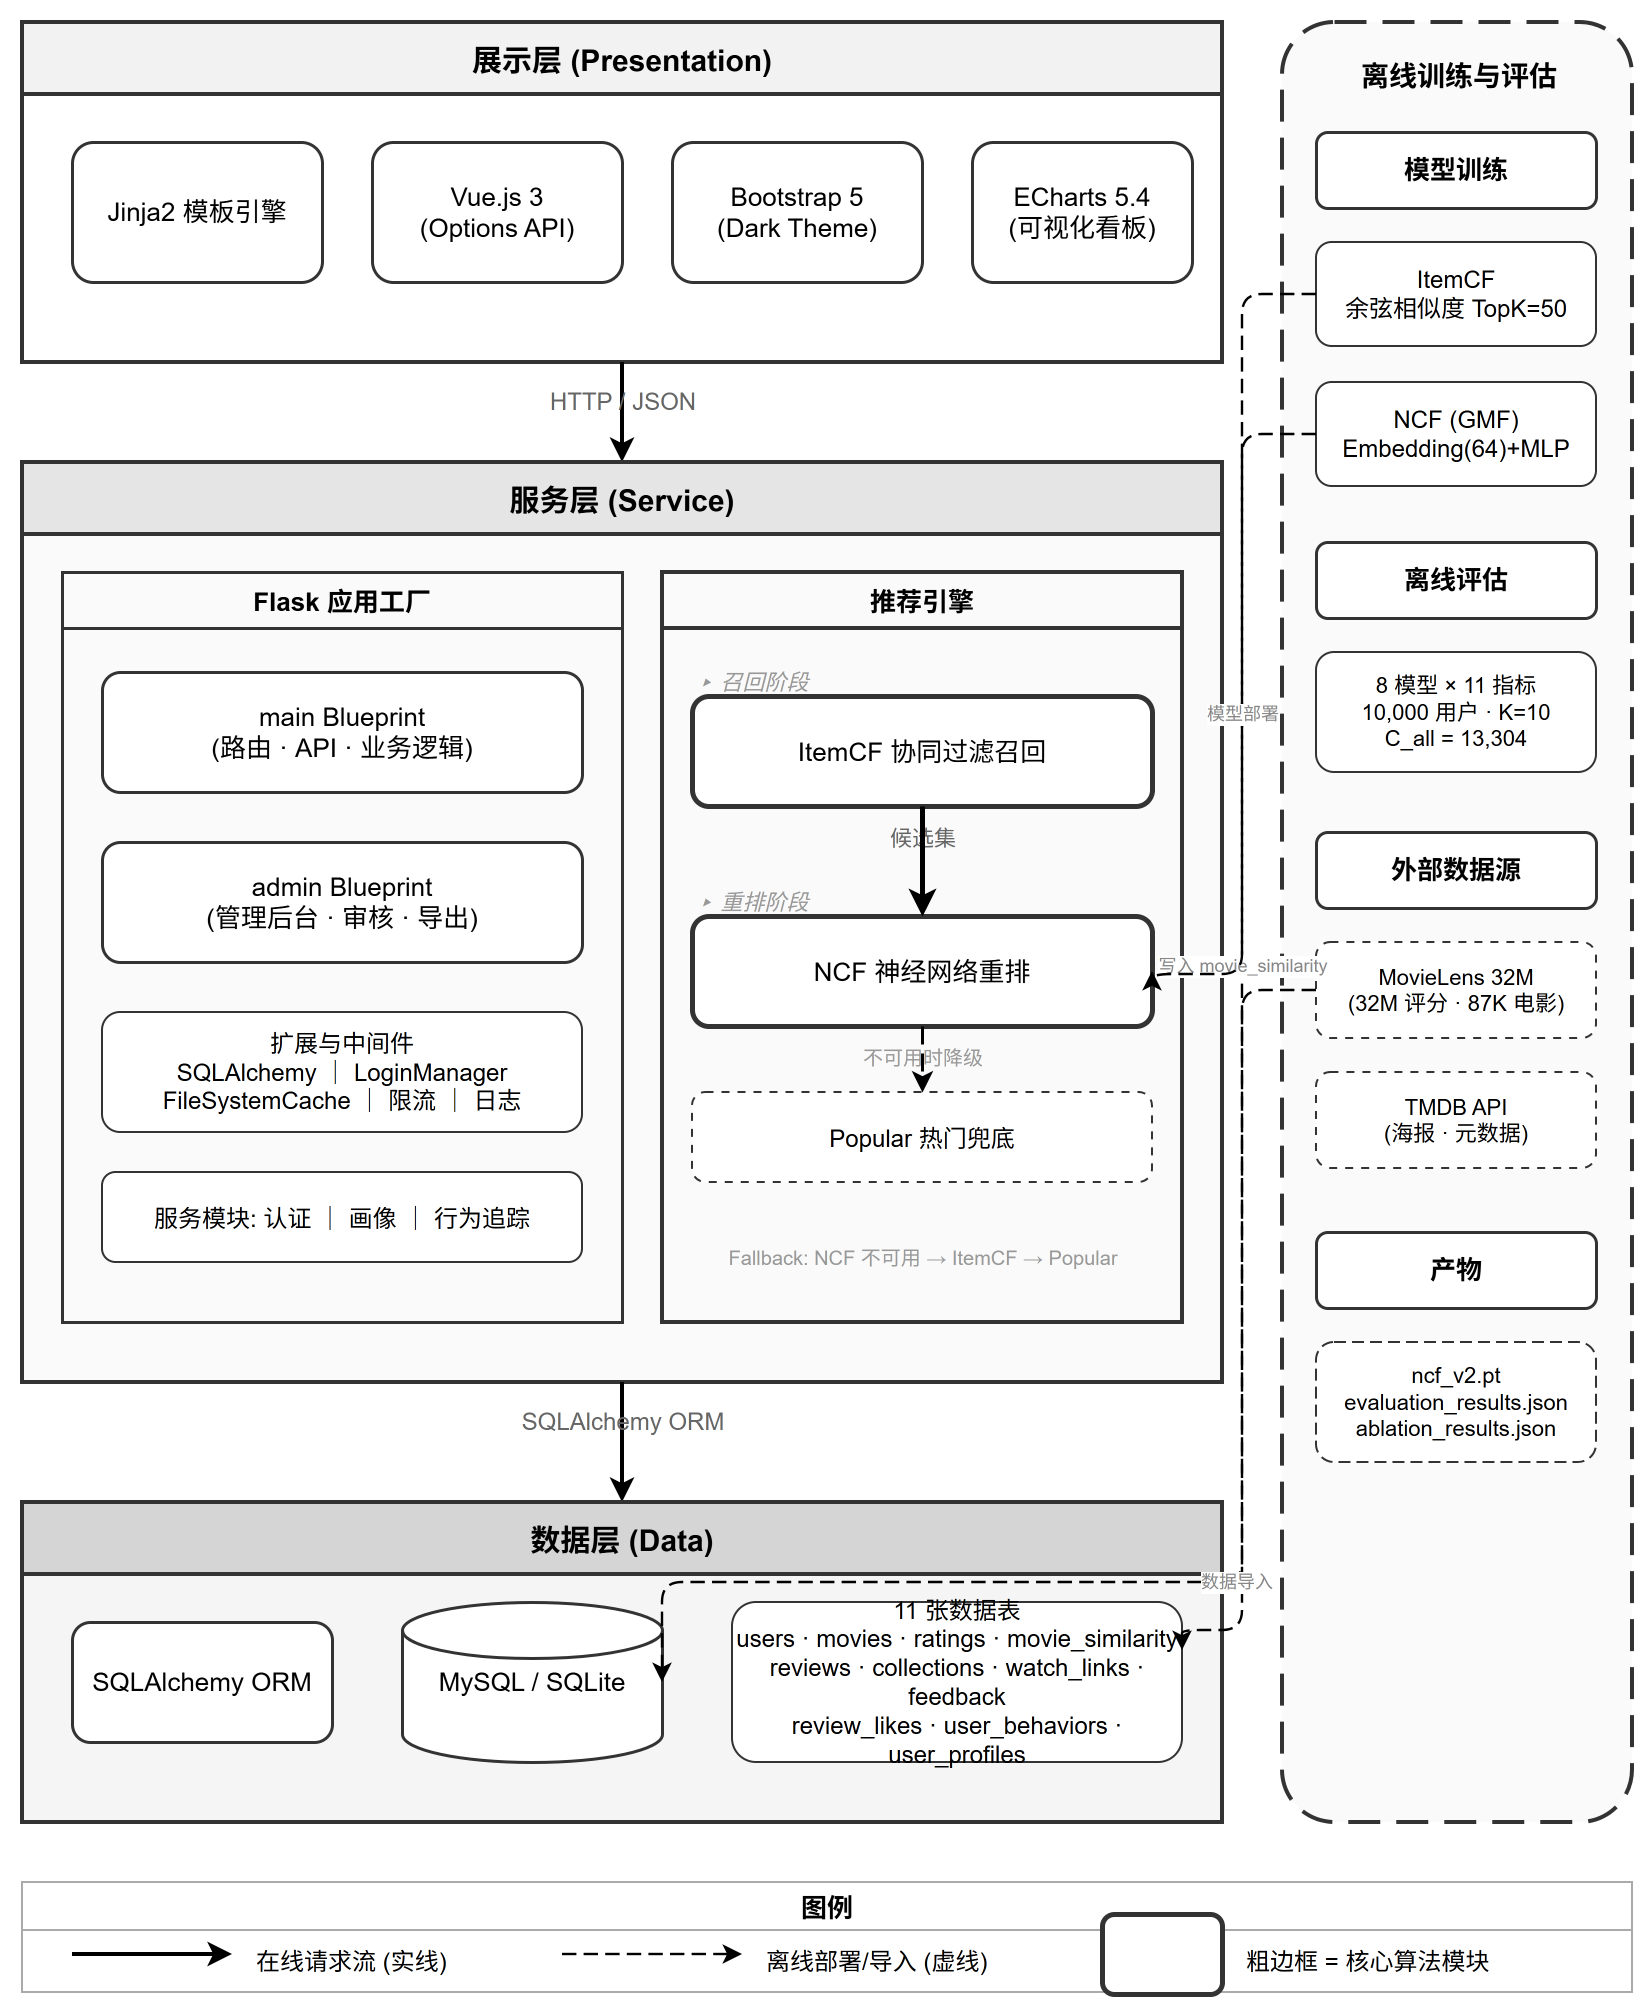 展示层 (Presentation)
Jinja2 模板引擎
Vue.js 3
(Options API)
Bootstrap 5
(Dark Theme)
ECharts 5.4
(可视化看板)
HTTP / JSON
服务层 (Service)
Flask 应用工厂
main Blueprint
(路由 · API · 业务逻辑)
admin Blueprint
(管理后台 · 审核 · 导出)
扩展与中间件
SQLAlchemy ｜ LoginManager
FileSystemCache ｜ 限流 ｜ 日志
服务模块: 认证 ｜ 画像 ｜ 行为追踪
推荐引擎
▸ 召回阶段
ItemCF 协同过滤召回
候选集
▸ 重排阶段
NCF 神经网络重排
不可用时降级
Popular 热门兜底
Fallback: NCF 不可用 → ItemCF → Popular
SQLAlchemy ORM
数据层 (Data)
SQLAlchemy ORM
MySQL / SQLite
11 张数据表
users · movies · ratings · movie_similarity
reviews · collections · watch_links ·
feedback
review_likes · user_behaviors ·
user_profiles
模型部署
写入 movie_similarity
数据导入
离线训练与评估
模型训练
ItemCF
余弦相似度 TopK=50
NCF (GMF)
Embedding(64)+MLP
离线评估
8 模型 × 11 指标
10,000 用户 · K=10
C_all = 13,304
外部数据源
MovieLens 32M
(32M 评分 · 87K 电影)
TMDB API
(海报 · 元数据)
产物
ncf_v2.pt
evaluation_results.json
ablation_results.json
图例
在线请求流 (实线)
离线部署/导入 (虚线)
粗边框 = 核心算法模块